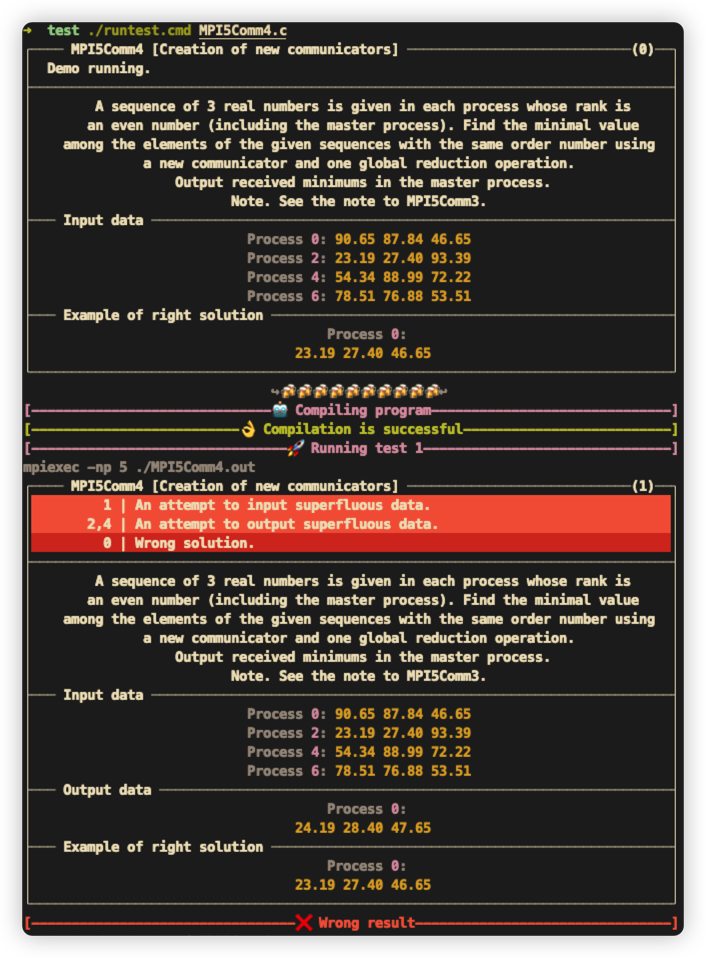 → test ./runtest.cmd MPI5Comm4.c
MPI5Comm4 [Creation of new communicators] (0)
Demo running.
A sequence of 3 real numbers is given in each process whose rank is
an even number (including the master process). Find the minimal value
among the elements of the given sequences with the same order number using
a new communicator and one global reduction operation.
Output received minimums in the master process.
Note. See the note to MPI5Comm3.
Input data
Process 0: 90.65 87.84 46.65
Process 2: 23.19 27.40 93.39
Process 4: 54.34 88.99 72.22
Process 6: 78.51 76.88 53.51
Example of right solution
Process 0:
23.19 27.40 46.65
[Compiling program]
[👌 Compilation is successful]
[🚀 Running test 1]
mpiexec -np 5 ./MPI5Comm4.out
MPI5Comm4 [Creation of new communicators] (1)
1 | An attempt to input superfluous data.
2,4 | An attempt to output superfluous data.
0 | Wrong solution.
A sequence of 3 real numbers is given in each process whose rank is
an even number (including the master process). Find the minimal value
among the elements of the given sequences with the same order number using
a new communicator and one global reduction operation.
Output received minimums in the master process.
Note. See the note to MPI5Comm3.
Input data
Process 0: 90.65 87.84 46.65
Process 2: 23.19 27.40 93.39
Process 4: 54.34 88.99 72.22
Process 6: 78.51 76.88 53.51
Output data
Process 0:
24.19 28.40 47.65
Example of right solution
Process 0:
23.19 27.40 46.65
[❌ Wrong result]